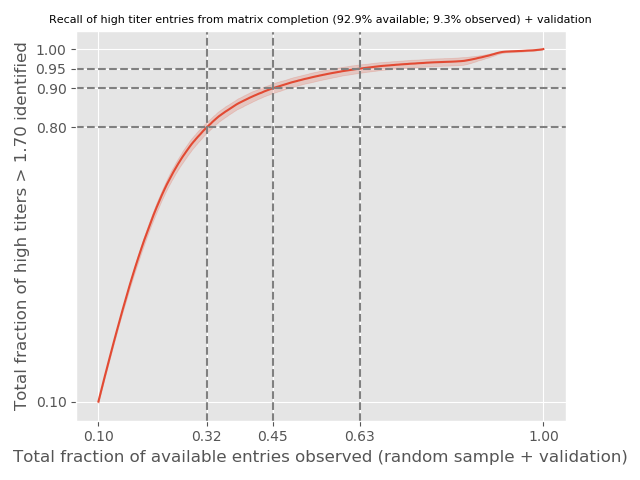 Recall of high titer entries from matrix completion (92.9% available; 9.3% observed) + validation
Total fraction of high titers > 1.70 identified
1.00
0.95
0.90
0.80
0.10
0.10 0.32 0.45 0.63 1.00
Total fraction of available entries observed (random sample + validation)